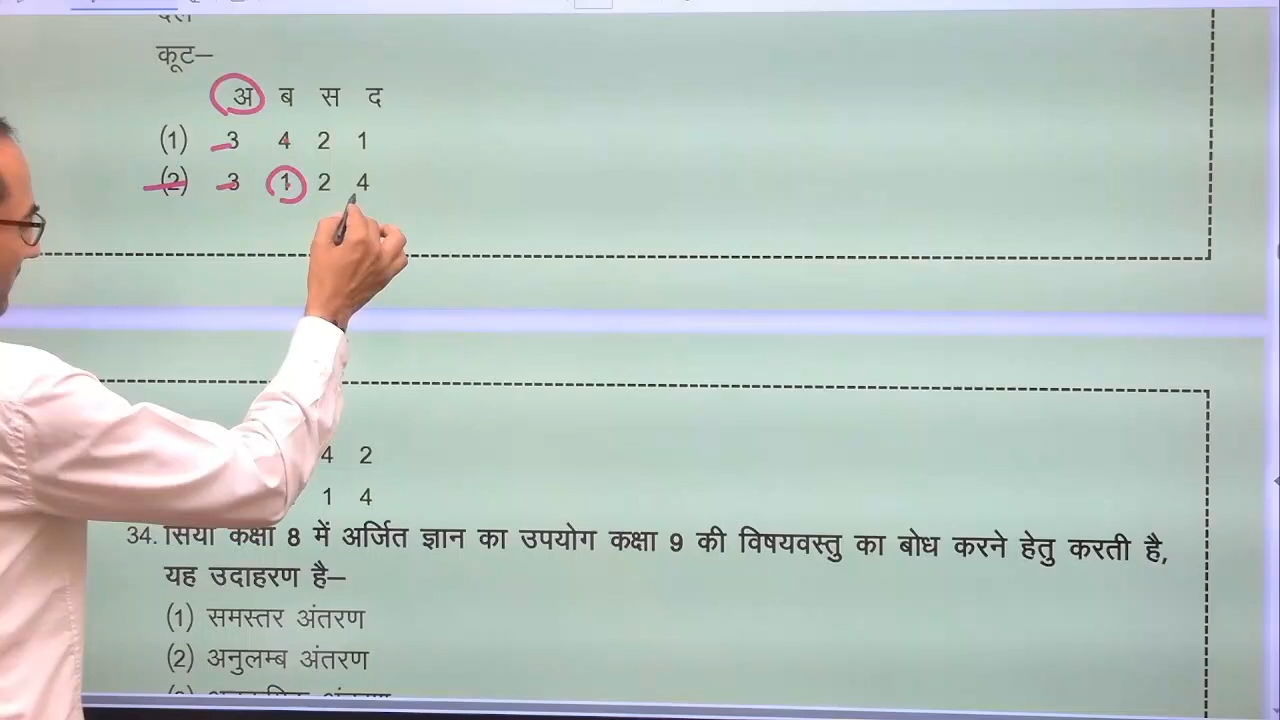 कूट–
अ ब स द
(1) 3 4 2 1
(2) 3 1 2 4
4 2
1 4
34. सिया कक्षा 8 में अर्जित ज्ञान का उपयोग कक्षा 9 की विषयवस्तु का बोध करने हेतु करती है,
यह उदाहरण है–
(1) समस्तर अंतरण
(2) अनुलम्ब अंतरण